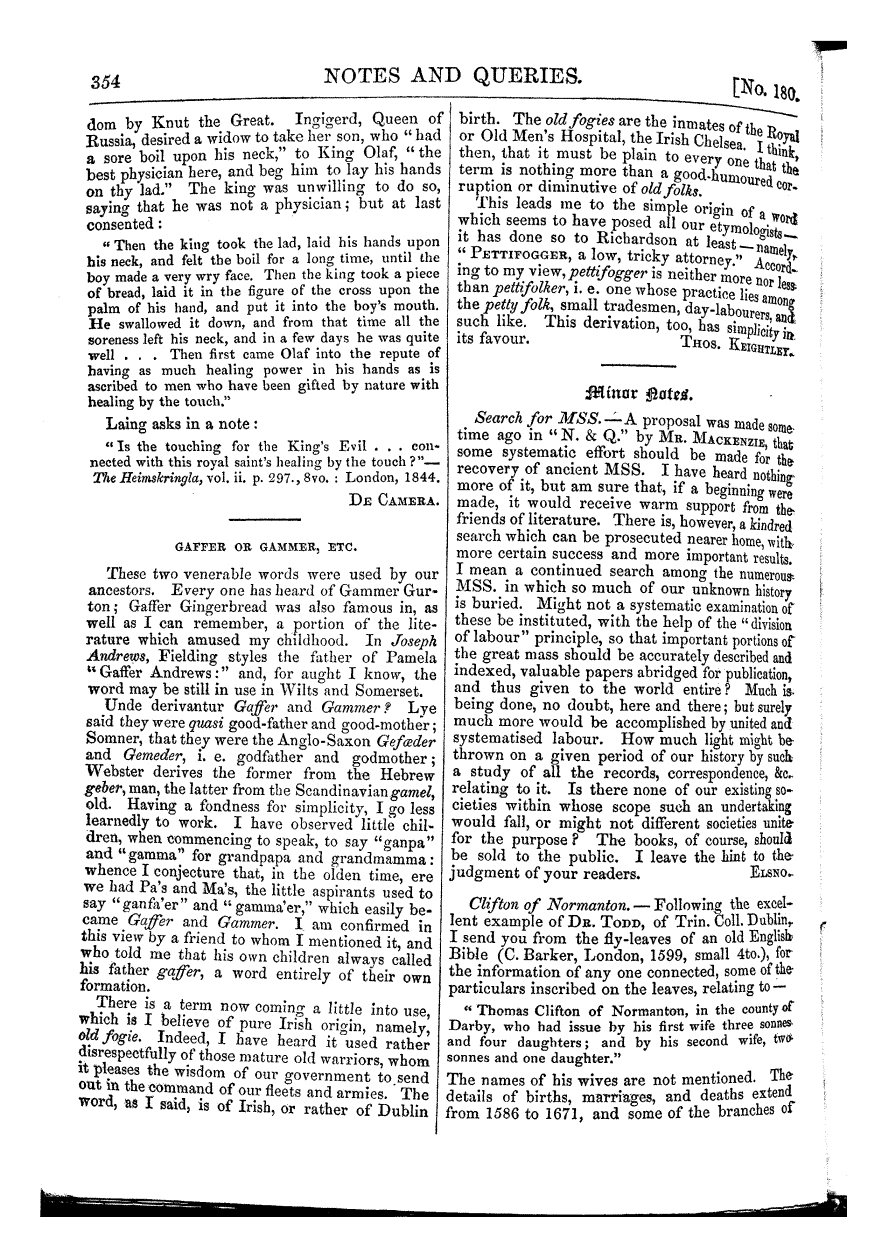 354
NOTES AND QUERIES.
[No. 180.
dom by Knut the Great. Ingigerd, Queen of
Russia, desired a widow to take her son, who "had
a sore boil upon his neck," to King Olaf, "the
best physician here, and beg him to lay his hands
on thy lad." The king was unwilling to do so,
saying that he was not a physician; but at last
consented:
"Then the king took the lad, laid his hands upon
his neck, and felt the boil for a long time, until the
boy made a very wry face. Then the king took a piece
of bread, laid it in the figure of the cross upon the
palm of his hand, and put it into the boy's mouth.
He swallowed it down, and from that time all the
soreness left his neck, and in a few days he was quite
well . . . Then first came Olaf into the repute of
having as much healing power in his hands as is
ascribed to men who have been gifted by nature with
healing by the touch."
Laing asks in a note:
"Is the touching for the King's Evil . . . con-
nected with this royal saint's healing by the touch?"—
The Heimskringla, vol. ii. p. 297., 8vo. : London, 1844.
DE CAMERA.
GAFFER OR GAMMER, ETC.
These two venerable words were used by our
ancestors. Every one has heard of Gammer Gur-
ton; Gaffer Gingerbread was also famous in, as
well as I can remember, a portion of the lite-
rature which amused my childhood. In Joseph
Andrews, Fielding styles the father of Pamela
"Gaffer Andrews:" and, for aught I know, the
word may be still in use in Wilts and Somerset.
Unde derivantur Gaffer and Gammer? Lye
said they were quasi good-father and good-mother;
Somner, that they were the Anglo-Saxon Gefæder
and Gemeder, i. e. godfather and godmother;
Webster derives the former from the Hebrew
geber, man, the latter from the Scandinavian gamel,
old. Having a fondness for simplicity, I go less
learnedly to work. I have observed little chil-
dren, when commencing to speak, to say "ganpa"
and "gamma" for grandpapa and grandmamma:
whence I conjecture that, in the olden time, ere
we had Pa's and Ma's, the little aspirants used to
say "ganfa'er" and "gamma'er," which easily be-
came Gaffer and Gammer. I am confirmed in
this view by a friend to whom I mentioned it, and
who told me that his own children always called
his father gaffer, a word entirely of their own
formation.
There is a term now coming a little into use,
which is I believe of pure Irish origin, namely,
old fogie. Indeed, I have heard it used rather
disrespectfully of those mature old warriors, whom
it pleases the wisdom of our government to send
out in the command of our fleets and armies. The
word, as I said, is of Irish, or rather of Dublin
birth. The old fogies are the inmates of the Royal
or Old Men's Hospital, the Irish Chelsea. I think,
then, that it must be plain to every one that the
term is nothing more than a good-humoured cor-
ruption or diminutive of old folks.
This leads me to the simple origin of a word
which seems to have posed all our etymologists—
it has done so to Richardson at least—namely,
"PETTIFOGGER, a low, tricky attorney." Accord-
ing to my view, pettifogger is neither more nor less
than pettifolker, i. e. one whose practice lies among
the petty folk, small tradesmen, day-labourers, and
such like. This derivation, too, has simplicity in
its favour.
THOS. KEIGHTLEY.
Minor Notes.
Search for MSS.—A proposal was made some-
time ago in "N. & Q." by MR. MACKENZIE, that
some systematic effort should be made for the
recovery of ancient MSS. I have heard nothing
more of it, but am sure that, if a beginning were
made, it would receive warm support from the
friends of literature. There is, however, a kindred
search which can be prosecuted nearer home, with
more certain success and more important results.
I mean a continued search among the numerous
MSS. in which so much of our unknown history
is buried. Might not a systematic examination of
these be instituted, with the help of the "division
of labour" principle, so that important portions of
the great mass should be accurately described and
indexed, valuable papers abridged for publication,
and thus given to the world entire? Much is
being done, no doubt, here and there; but surely
much more would be accomplished by united and
systematised labour. How much light might be
thrown on a given period of our history by such
a study of all the records, correspondence, &c.
relating to it. Is there none of our existing so-
cieties within whose scope such an undertaking
would fall, or might not different societies unite
for the purpose? The books, of course, should
be sold to the public. I leave the hint to the
judgment of your readers.
ELSNO.
Clifton of Normanton.—Following the excel-
lent example of DR. TODD, of Trin. Coll. Dublin,
I send you from the fly-leaves of an old English
Bible (C. Barker, London, 1599, small 4to.), for
the information of any one connected, some of the
particulars inscribed on the leaves, relating to—
"Thomas Clifton of Normanton, in the county of
Darby, who had issue by his first wife three sonnes
and four daughters; and by his second wife, two
sonnes and one daughter."
The names of his wives are not mentioned. The
details of births, marriages, and deaths extend
from 1586 to 1671, and some of the branches of